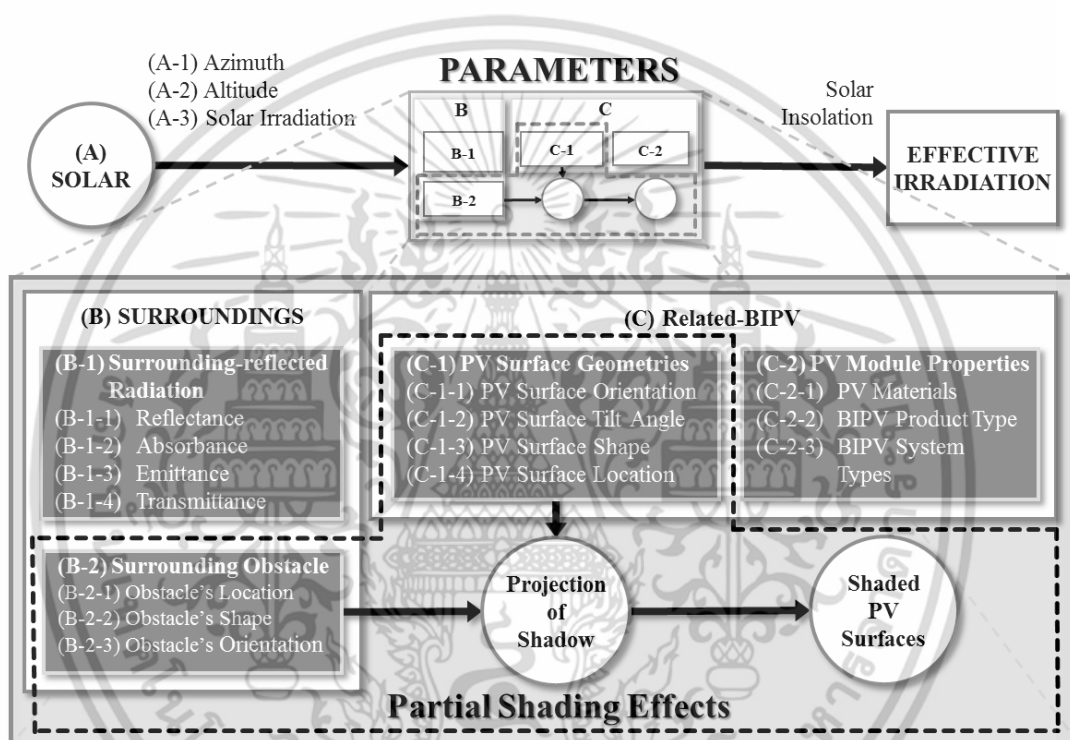 (A-1) Azimuth
(A-2) Altitude
(A-3) Solar Irradiation
PARAMETERS
Solar
Insolation
(A)
SOLAR
B
C
B-1
C-1
C-2
B-2
EFFECTIVE
IRRADIATION
(B) SURROUNDINGS
(B-1) Surrounding-reflected
Radiation
(B-1-1) Reflectance
(B-1-2) Absorbance
(B-1-3) Emittance
(B-1-4) Transmittance
(B-2) Surrounding Obstacle
(B-2-1) Obstacle's Location
(B-2-2) Obstacle's Shape
(B-2-3) Obstacle's Orientation
(C) Related-BIPV
(C-1) PV Surface Geometries
(C-1-1) PV Surface Orientation
(C-1-2) PV Surface Tilt Angle
(C-1-3) PV Surface Shape
(C-1-4) PV Surface Location
(C-2) PV Module Properties
(C-2-1) PV Materials
(C-2-2) BIPV Product Type
(C-2-3) BIPV System
Types
Projection
of
Shadow
Shaded
PV
Surfaces
Partial Shading Effects